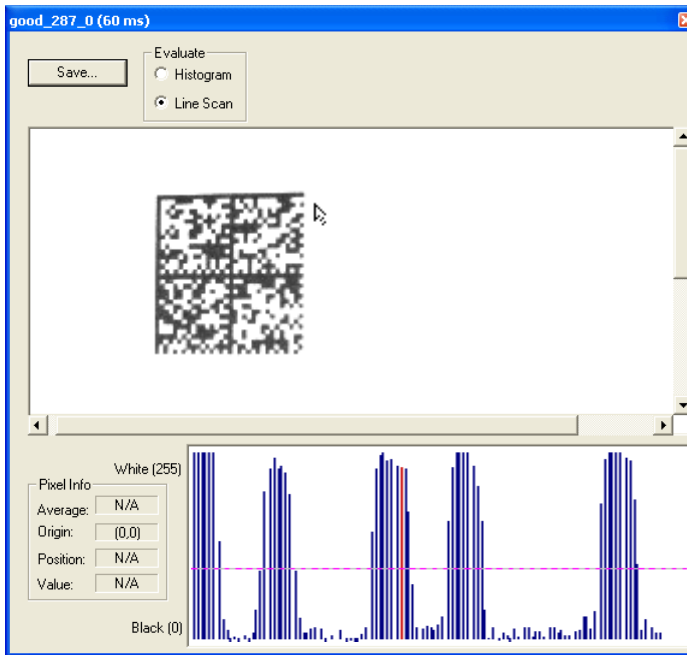 good_287_0 (60 ms)
Evaluate
Save...
Histogram
Line Scan
White (255)
Pixel Info
Average: N/A
Origin: (0,0)
Position: N/A
Value: N/A
Black (0)